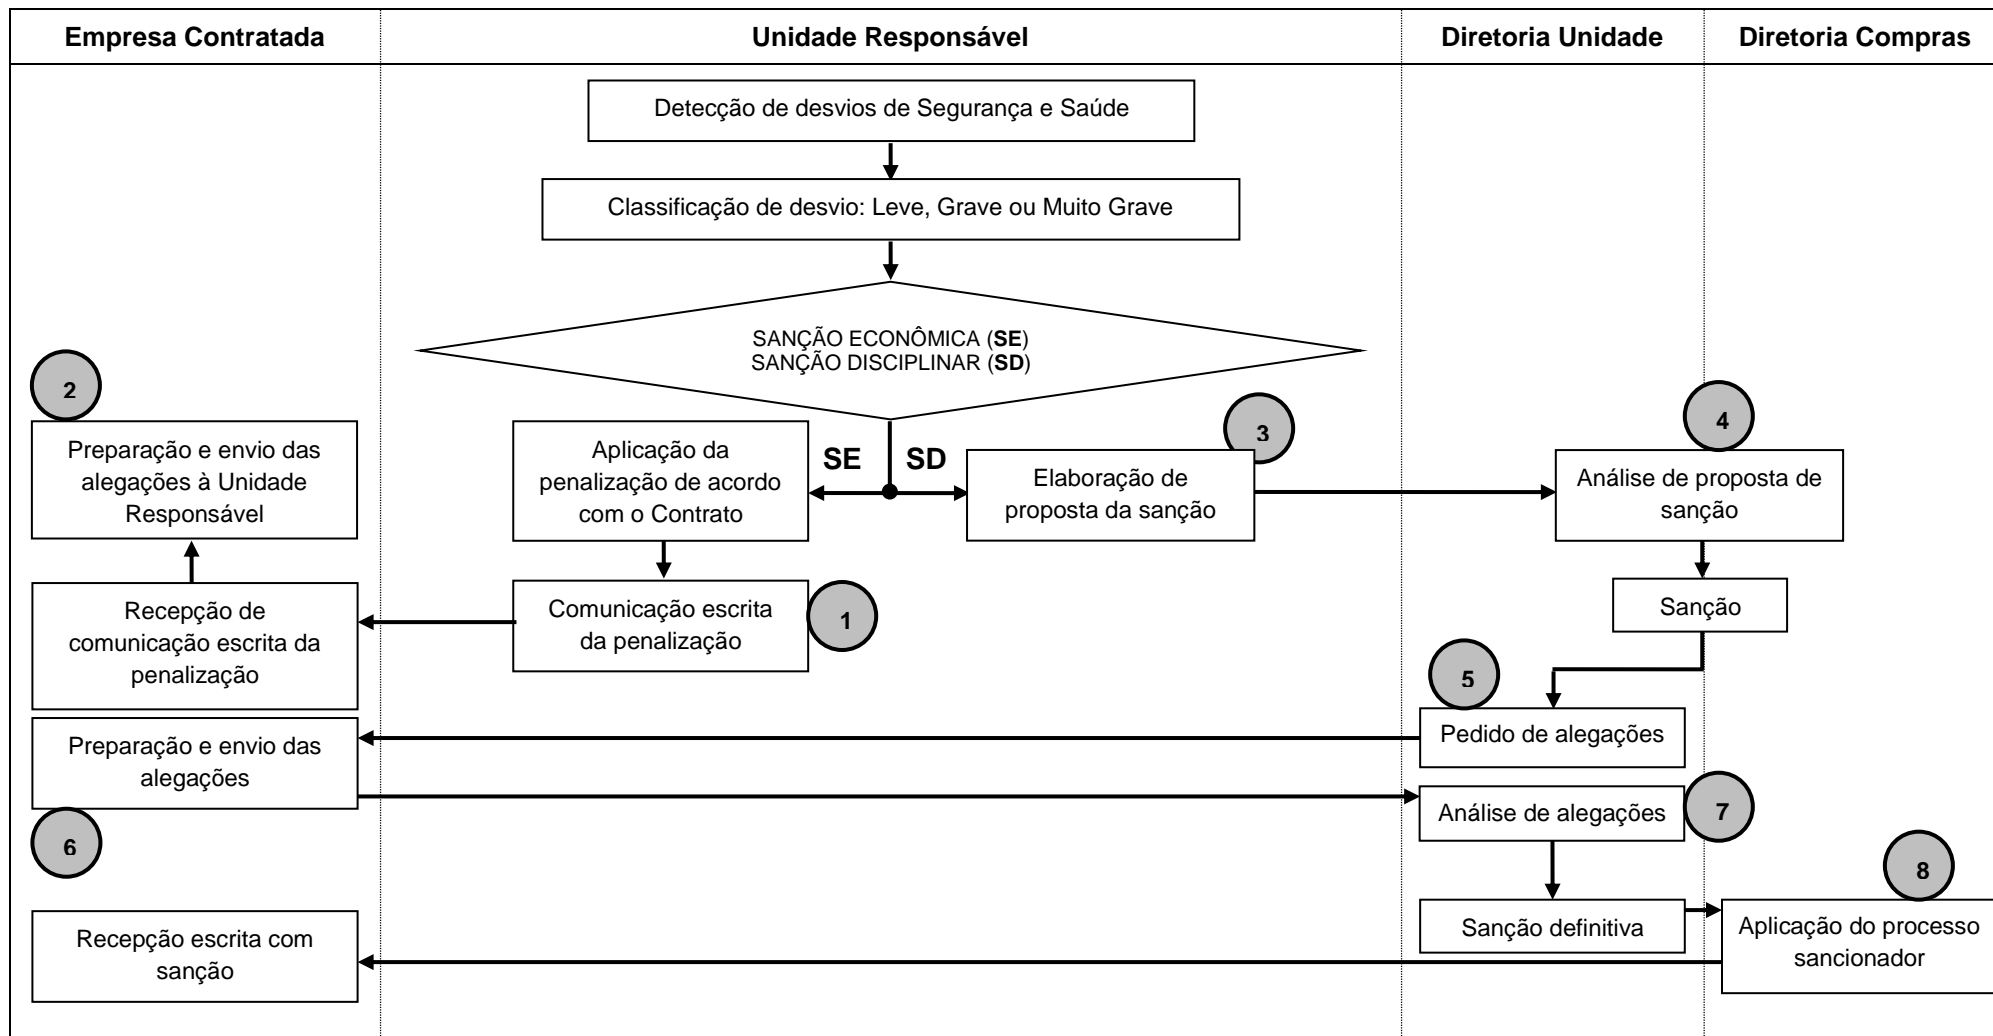 Empresa Contratada
Unidade Responsável
Diretoria Unidade
Diretoria Compras
Detecção de desvios de Segurança e Saúde
Classificação de desvio: Leve, Grave ou Muito Grave
SANÇÃO ECONÔMICA (SE)
SANÇÃO DISCIPLINAR (SD)
2
Preparação e envio das
alegações à Unidade
Responsável
Aplicação da
penalização de acordo
com o Contrato
SE
SD
3
Elaboração de
proposta da sanção
4
Análise de proposta de
sanção
Recepção de
comunicação escrita da
penalização
Comunicação escrita
da penalização
1
Sanção
5
Pedido de alegações
Preparação e envio das
alegações
6
Análise de alegações
7
8
Sanção definitiva
Aplicação do processo
sancionador
Recepção escrita com
sanção